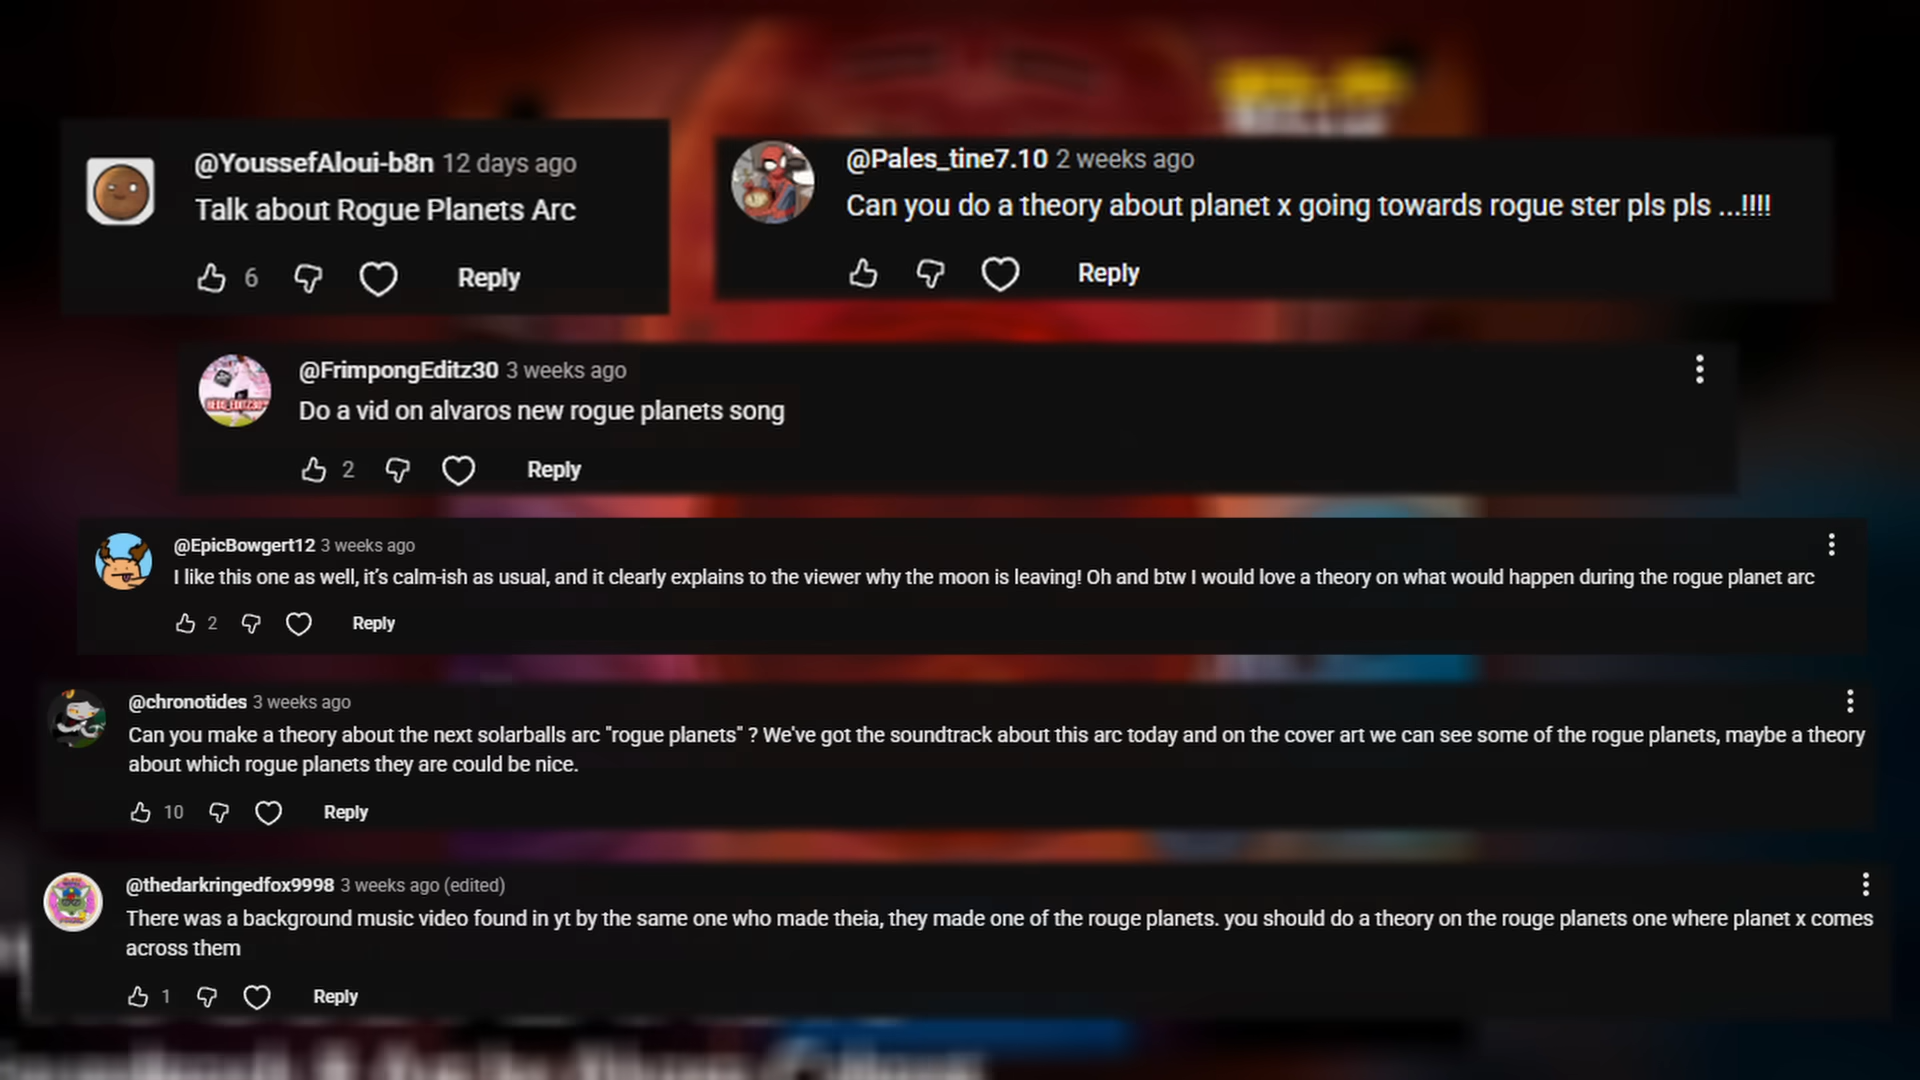 @YoussefAloui-b8n 12 days ago
Talk about Rogue Planets Arc
6 Reply
@Pales_tine7.10 2 weeks ago
Can you do a theory about planet x going towards rogue ster pls pls ...!!!!
Reply
@FrimpongEditz30 3 weeks ago
Do a vid on alvaros new rogue planets song
2 Reply
@EpicBowgert12 3 weeks ago
I like this one as well, it's calm-ish as usual, and it clearly explains to the viewer why the moon is leaving! Oh and btw I would love a theory on what would happen during the rogue planet arc
2 Reply
@chronotides 3 weeks ago
Can you make a theory about the next solarballs arc "rogue planets" ? We've got the soundtrack about this arc today and on the cover art we can see some of the rogue planets, maybe a theory
about which rogue planets they are could be nice.
10 Reply
@thedarkringedfox9998 3 weeks ago (edited)
There was a background music video found in yt by the same one who made theia, they made one of the rouge planets. you should do a theory on the rouge planets one where planet x comes
across them
1 Reply